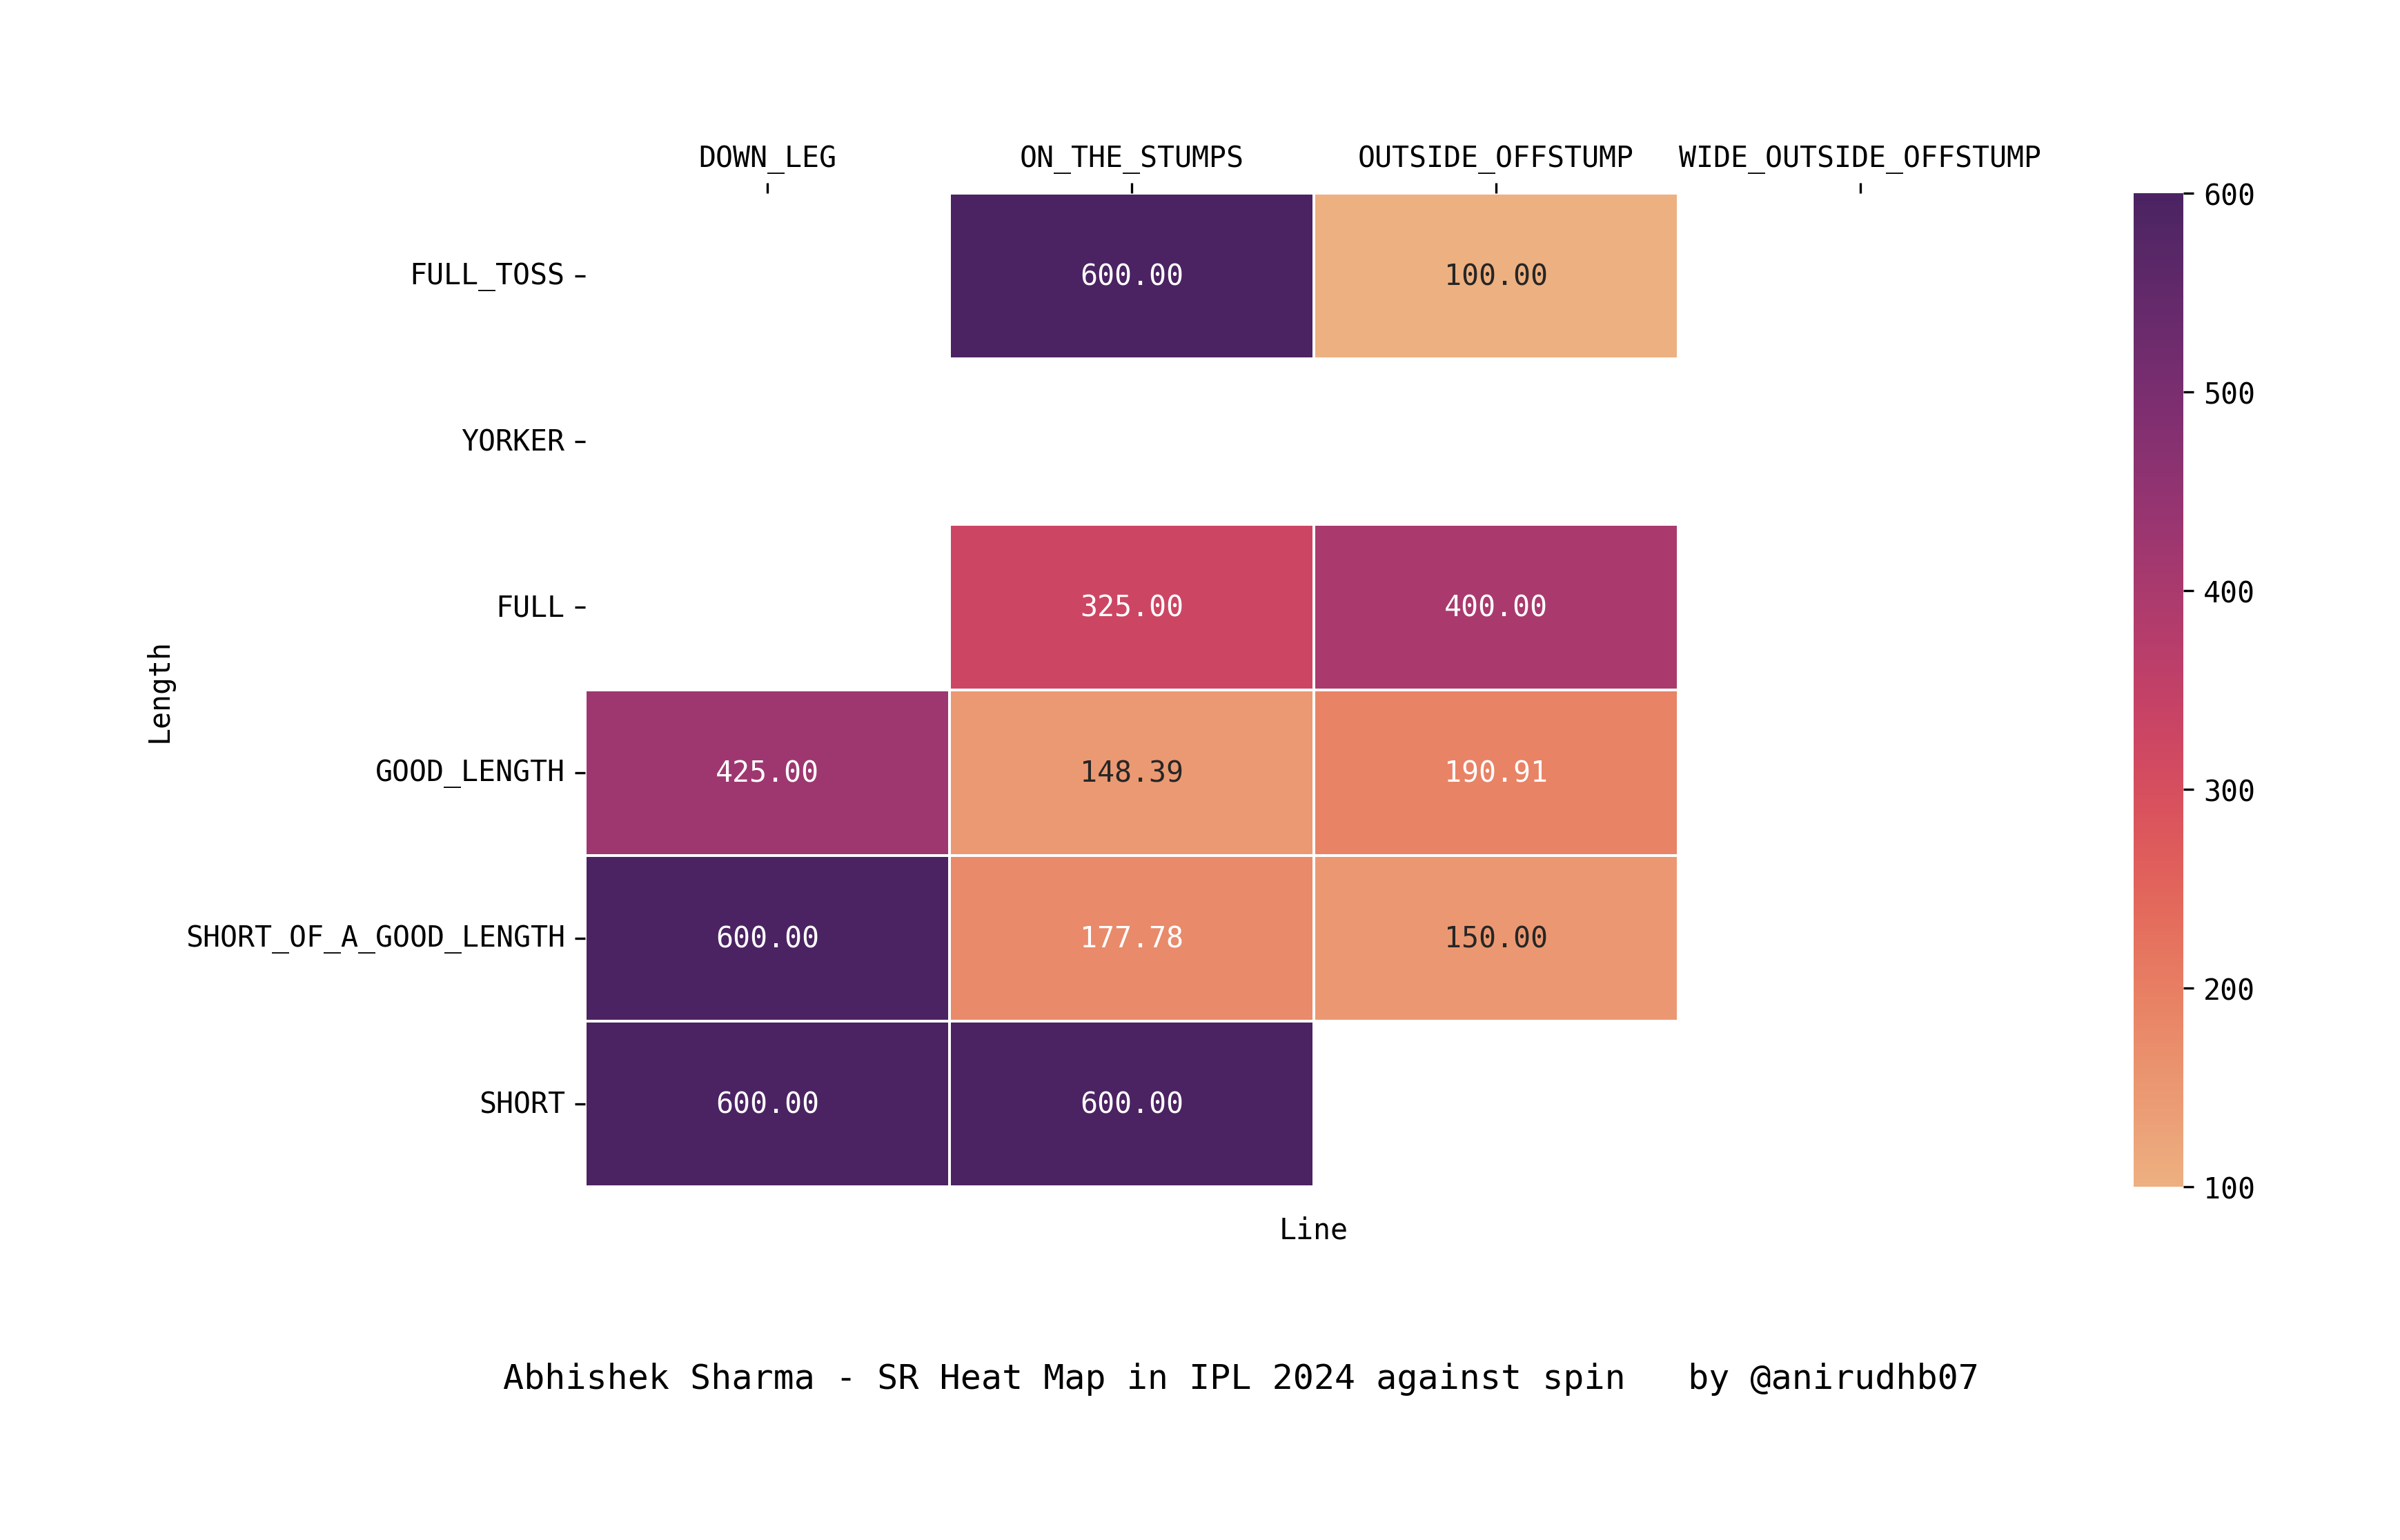 DOWN_LEG ON_THE_STUMPS OUTSIDE_OFFSTUMP WIDE_OUTSIDE_OFFSTUMP
FULL_TOSS 600.00 100.00
YORKER
FULL 325.00 400.00
GOOD_LENGTH 425.00 148.39 190.91
SHORT_OF_A_GOOD_LENGTH 600.00 177.78 150.00
SHORT 600.00 600.00
Length
Line
600
500
400
300
200
100
Abhishek Sharma - SR Heat Map in IPL 2024 against spin by @anirudhb07